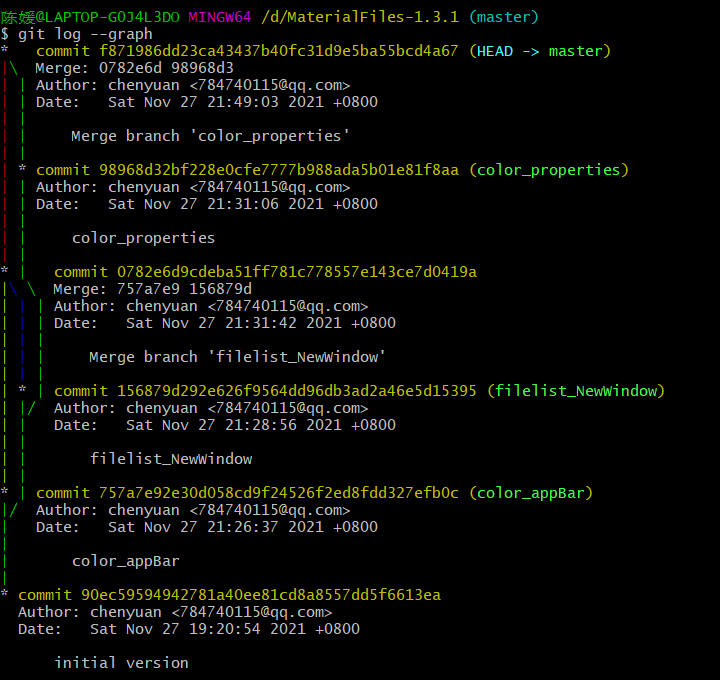 陈媛@LAPTOP-GOJ4L3DO MINGW64 /d/MaterialFiles-1.3.1 (master)
$ git log --graph
*   commit f871986dd23ca43437b40fc31d9e5ba55bcd4a67 (HEAD -> master)
|\  Merge: 0782e6d 98968d3
| | Author: chenyuan <784740115@qq.com>
| | Date:   Sat Nov 27 21:49:03 2021 +0800
| |
| |     Merge branch 'color_properties'
| |
| * commit 98968d32bf228e0cfe7777b988ada5b01e81f8aa (color_properties)
| | Author: chenyuan <784740115@qq.com>
| | Date:   Sat Nov 27 21:31:06 2021 +0800
| |
| |     color_properties
| |
* |   commit 0782e6d9cdeba51ff781c778557e143ce7d0419a
|\ \  Merge: 757a7e9 156879d
| | | Author: chenyuan <784740115@qq.com>
| | | Date:   Sat Nov 27 21:31:42 2021 +0800
| | |
| | |     Merge branch 'filelist_NewWindow'
| | |
| * | commit 156879d292e626f9564dd96db3ad2a46e5d15395 (filelist_NewWindow)
| |/  Author: chenyuan <784740115@qq.com>
| |   Date:   Sat Nov 27 21:28:56 2021 +0800
| |
| |       filelist_NewWindow
| |
* | commit 757a7e92e30d058cd9f24526f2ed8fdd327efb0c (color_appBar)
|/  Author: chenyuan <784740115@qq.com>
|   Date:   Sat Nov 27 21:26:37 2021 +0800
|
|       color_appBar
|
* commit 90ec59594942781a40ee81cd8a8557dd5f6613ea
  Author: chenyuan <784740115@qq.com>
  Date:   Sat Nov 27 19:20:54 2021 +0800

      initial version